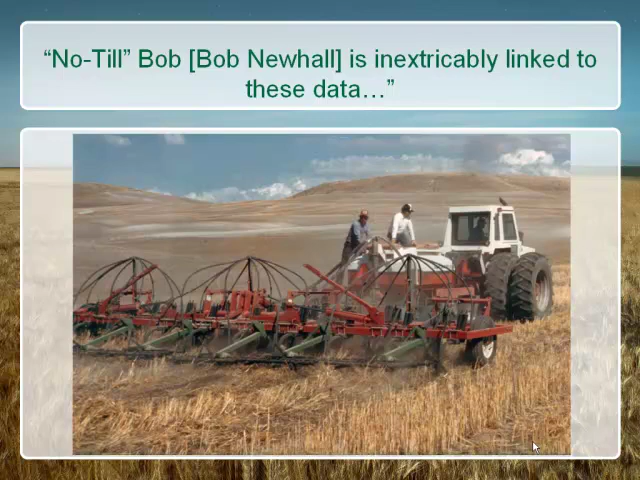 “No-Till” Bob [Bob Newhall] is inextricably linked to
these data…”